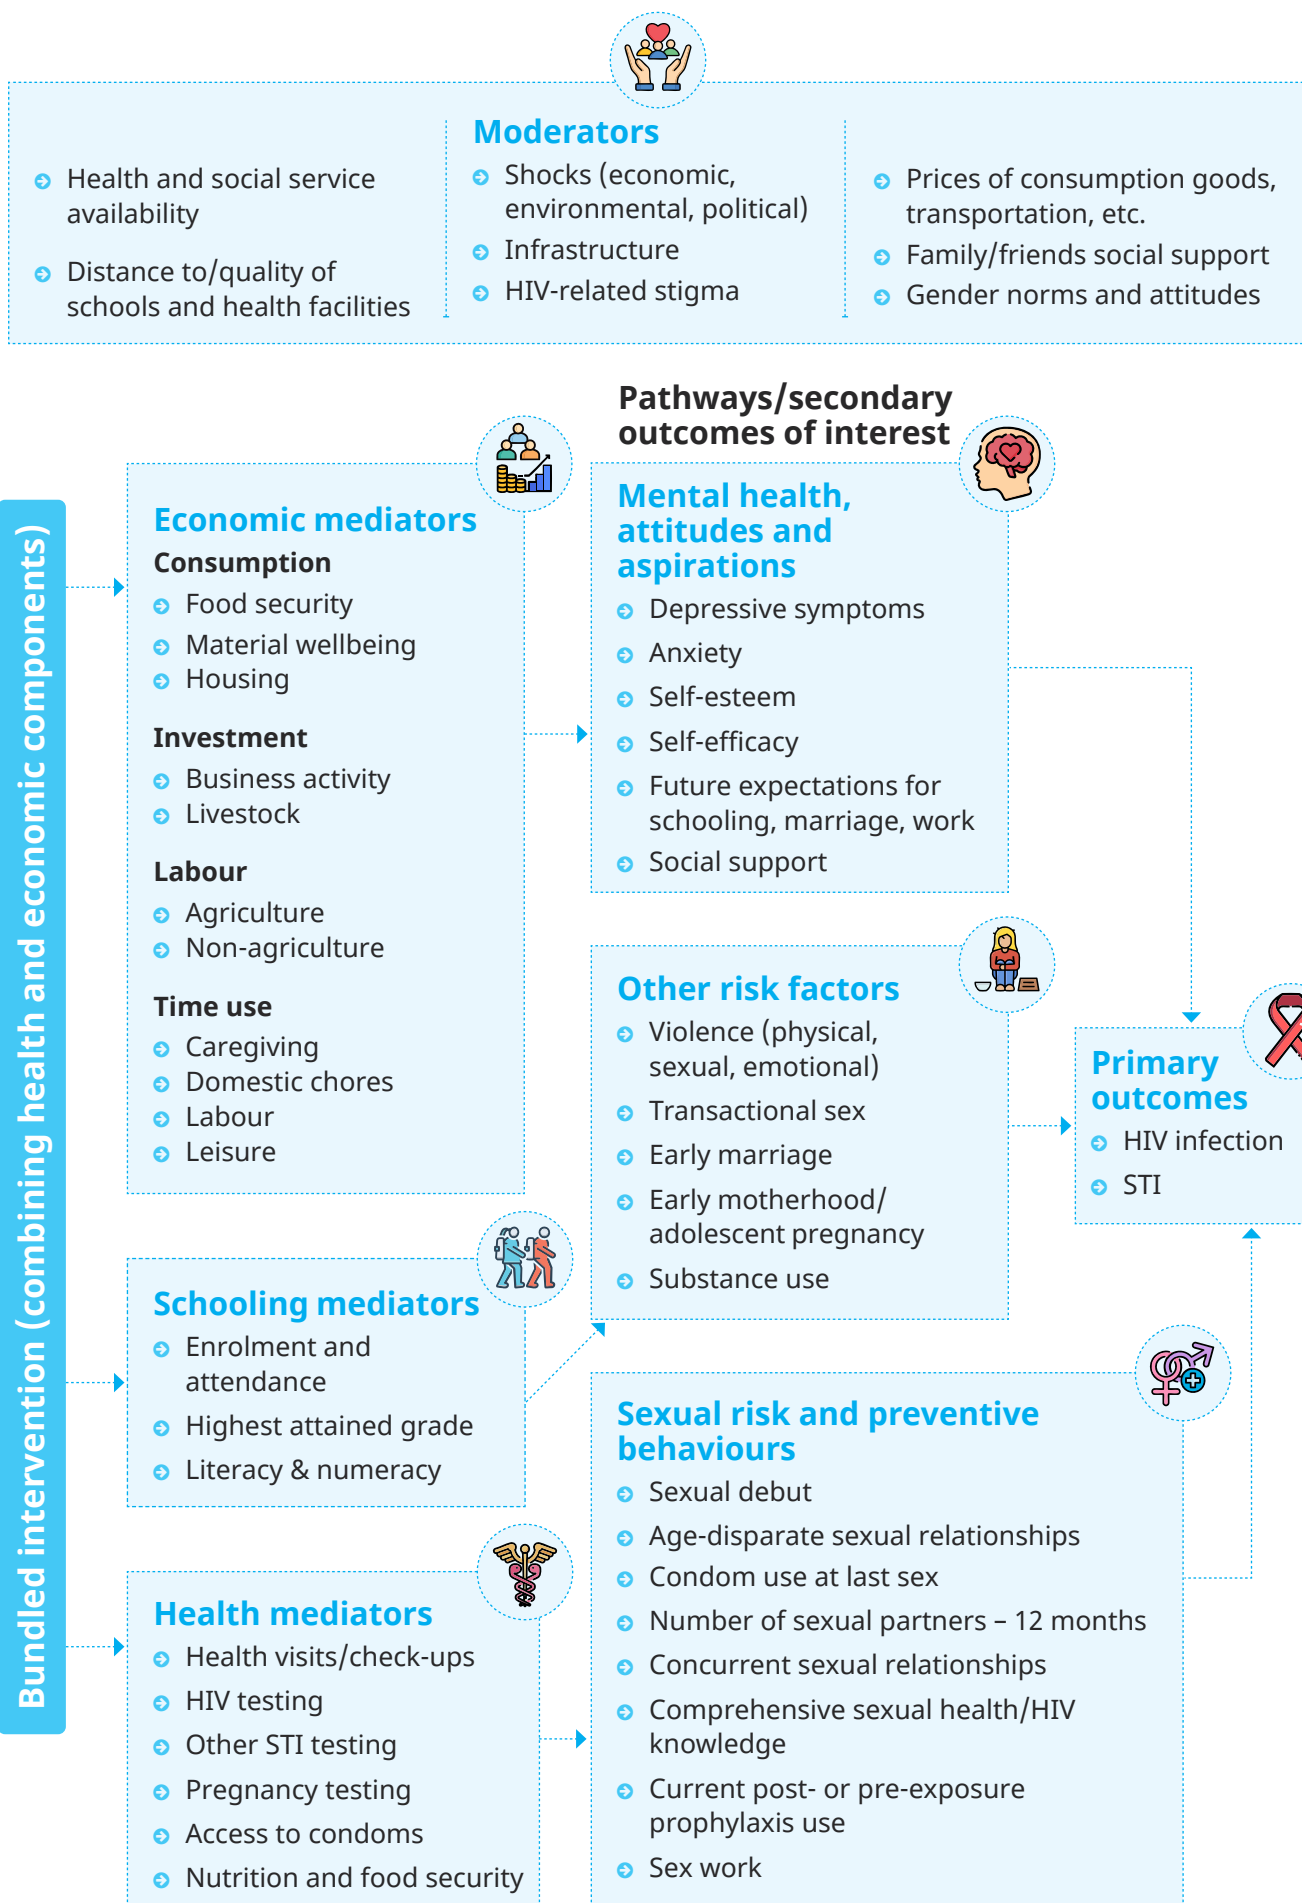 Moderators
Health and social service
availability
Distance to/quality of
schools and health facilities
Shocks (economic,
environmental, political)
Infrastructure
HIV-related stigma
Prices of consumption goods,
transportation, etc.
Family/friends social support
Gender norms and attitudes
Bundled intervention (combining health and economic components)
Economic mediators
Consumption
Food security
Material wellbeing
Housing
Investment
Business activity
Livestock
Labour
Agriculture
Non-agriculture
Time use
Caregiving
Domestic chores
Labour
Leisure
Schooling mediators
Enrolment and
attendance
Highest attained grade
Literacy & numeracy
Health mediators
Health visits/check-ups
HIV testing
Other STI testing
Pregnancy testing
Access to condoms
Nutrition and food security
Pathways/secondary
outcomes of interest
Mental health,
attitudes and
aspirations
Depressive symptoms
Anxiety
Self-esteem
Self-efficacy
Future expectations for
schooling, marriage, work
Social support
Other risk factors
Violence (physical,
sexual, emotional)
Transactional sex
Early marriage
Early motherhood/
adolescent pregnancy
Substance use
Sexual risk and preventive
behaviours
Sexual debut
Age-disparate sexual relationships
Condom use at last sex
Number of sexual partners – 12 months
Concurrent sexual relationships
Comprehensive sexual health/HIV
knowledge
Current post- or pre-exposure
prophylaxis use
Sex work
Primary
outcomes
HIV infection
STI